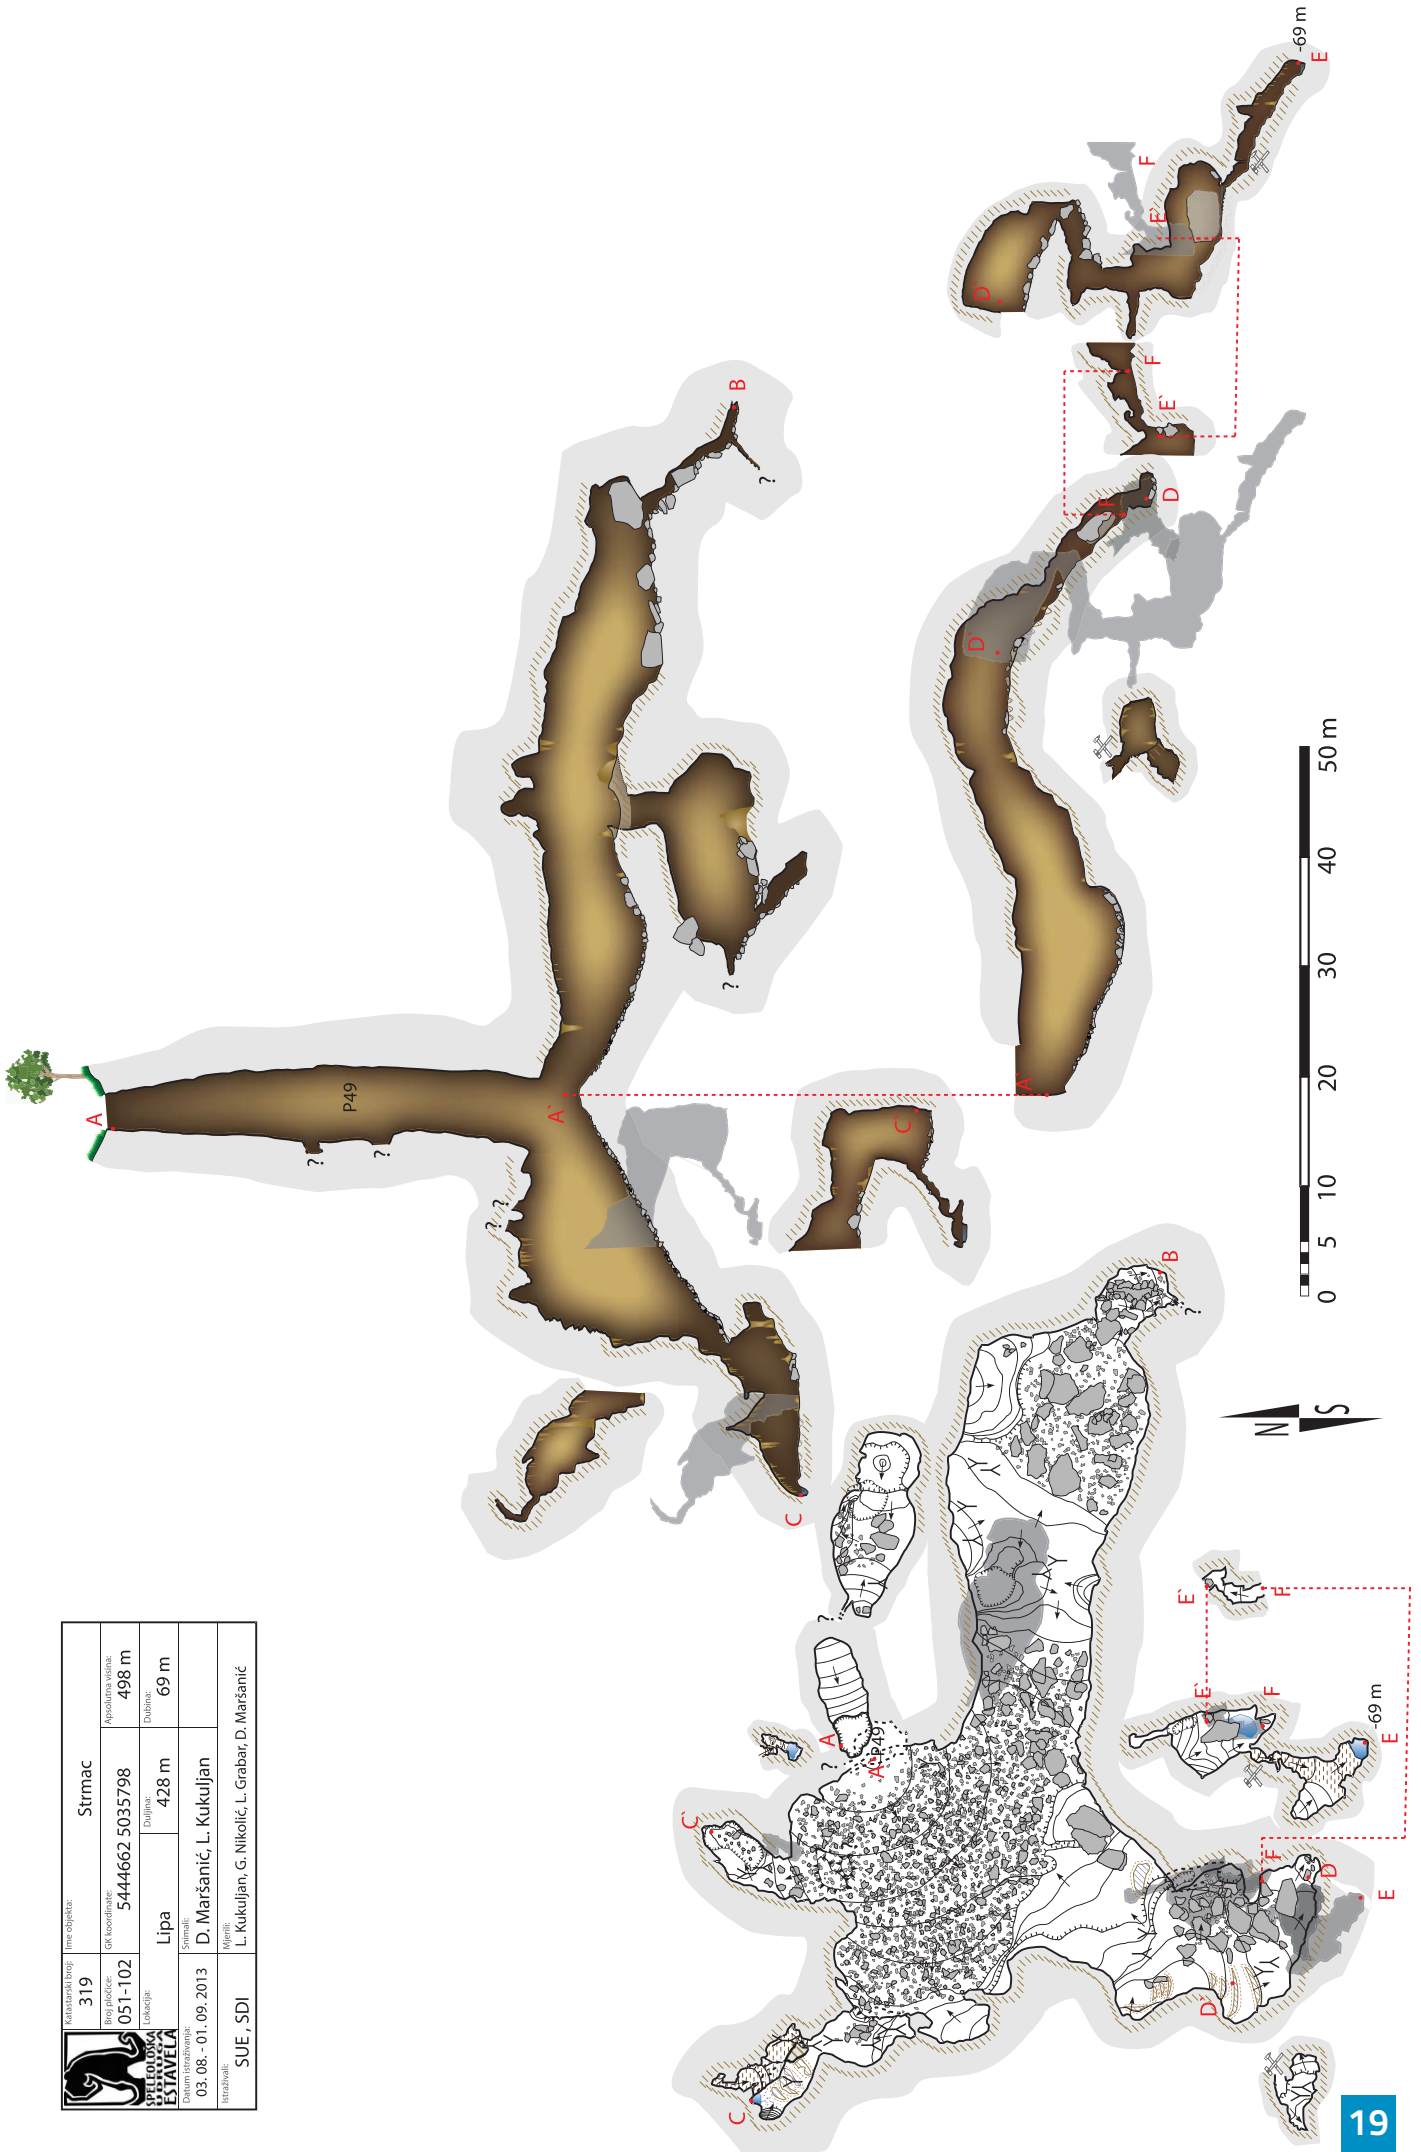 Katastarski broj:
319
Ime objekta:
Strmac
Broj pločice:
051-102
GK koordinate:
5444662 5035798
Apsolutna visina:
498 m
Lokacija:
Lipa
Duljina:
428 m
Dubina:
69 m
Datum istraživanja:
03. 08. - 01. 09. 2013
Snimali:
D. Maršanić, L. Kukuljan
Istraživali:
SUE , SDI
Mjerili:
L. Kukuljan, G. Nikolić, L. Grabar, D. Maršanić
SPELEOLOŠKA
UDRUGA
ESTAVELA
A
P49
?
?
? ?
A`
B
?
?
C
C`
A`
D`
F
D
E`
F
D`
E`
F
E
-69 m
C
C`
A
A`
P49
?
?
B
?
D`
F
D
E
E`
F
E
-69 m
E`
F
N
S
0 5 10 20 30 40 50 m
19